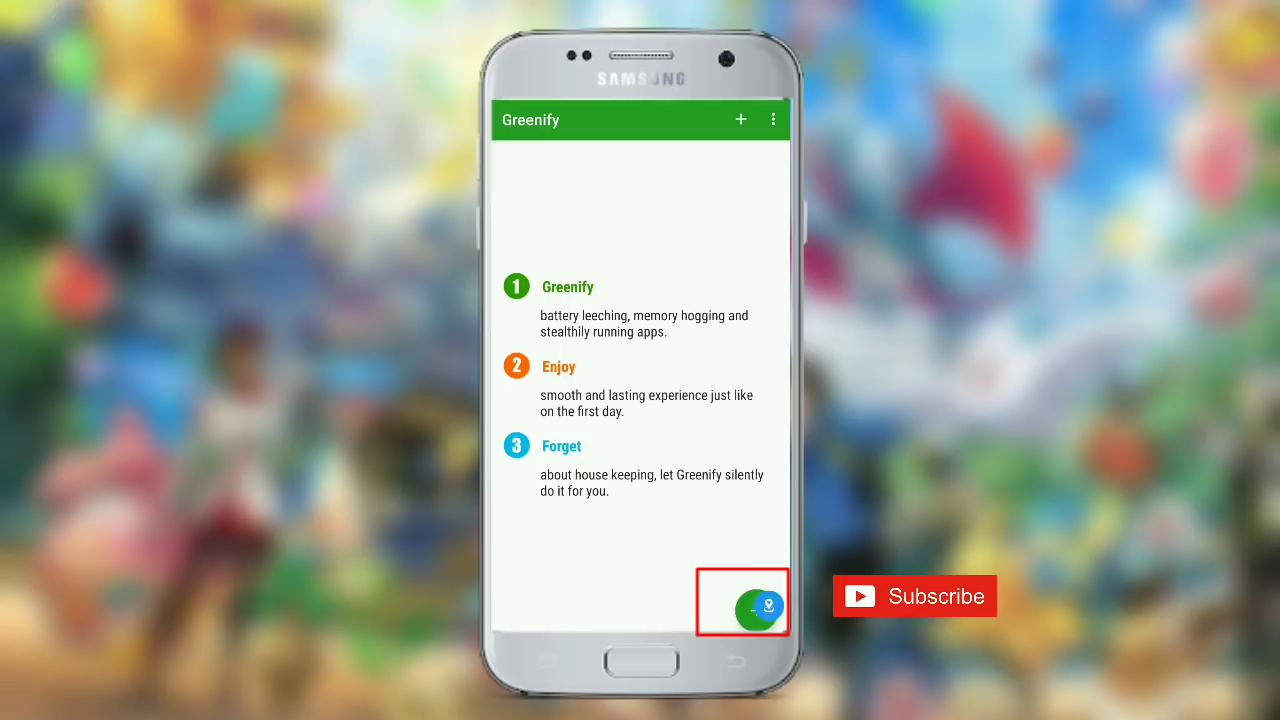 SAMSUNG
Greenify
1 Greenify
battery leeching, memory hogging and
stealthily running apps.
2 Enjoy
smooth and lasting experience just like
on the first day.
3 Forget
about house keeping, let Greenify silently
do it for you.
Subscribe